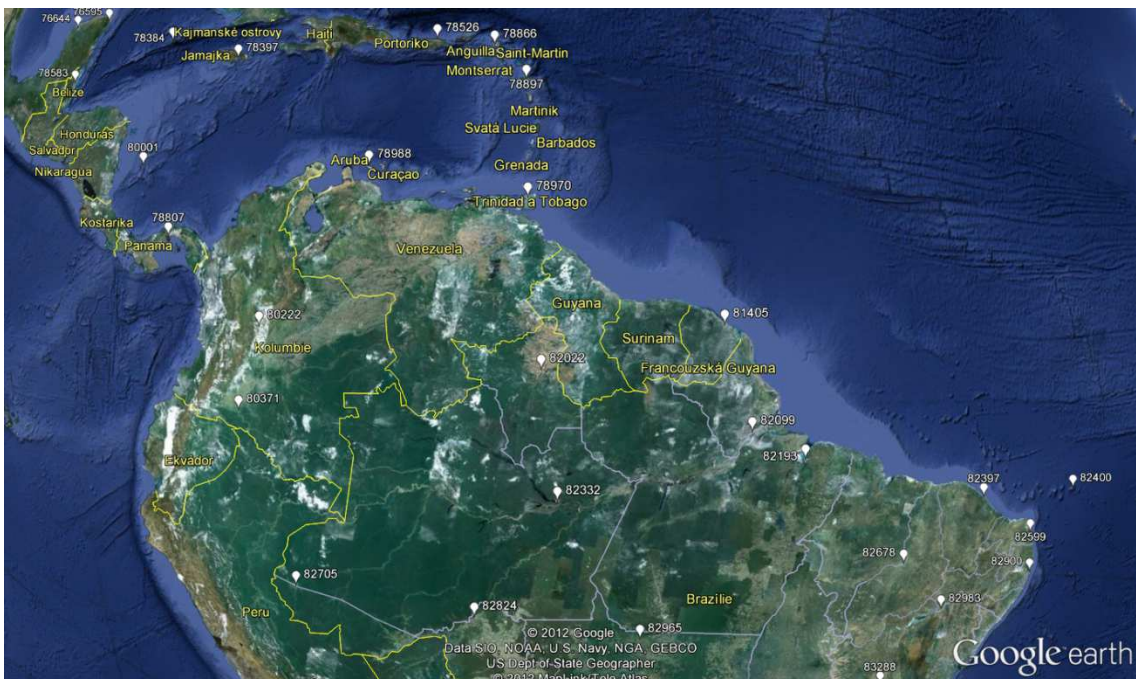 76644
76595
78384
Kajmanské ostrovy
Jamajka
78397
Haiti
Portoriko
78526
78866
Anguilla
Saint-Martin
Montserrat
78897
78583
Belize
Martinik
Svatá Lucie
Barbados
Honduras
Salvador
80001
Nikaragua
Aruba
78988
Curaçao
Grenada
78970
Trinidad a Tobago
Kostarika
78807
Panama
Venezuela
Guyana
80222
Kolumbie
81405
Surinam
82022
Francouzská Guyana
80371
82099
Ekvádor
82193
82332
82397
82400
82599
82678
82900
82705
Peru
82824
Brazílie
82983
82965
© 2012 Google
Data SIO, NOAA, U.S. Navy, NGA, GEBCO
US Dept of State Geographer
© 2012 MapLink/Tele Atlas
83288
Google earth